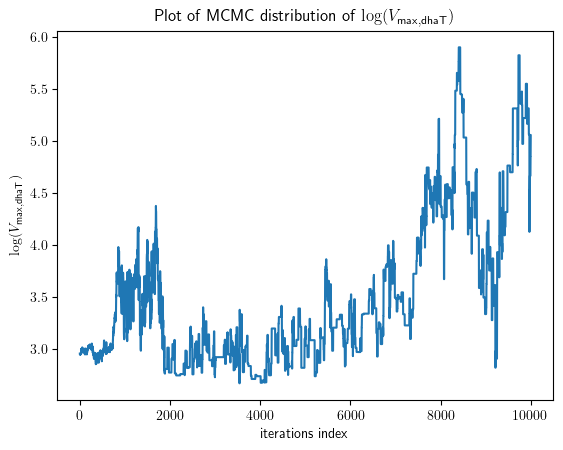 Plot of MCMC distribution of log(V_max,dhaT)
6.0
5.5
5.0
4.5
4.0
3.5
3.0
log(V_max,dhaT)
0 2000 4000 6000 8000 10000
iterations index